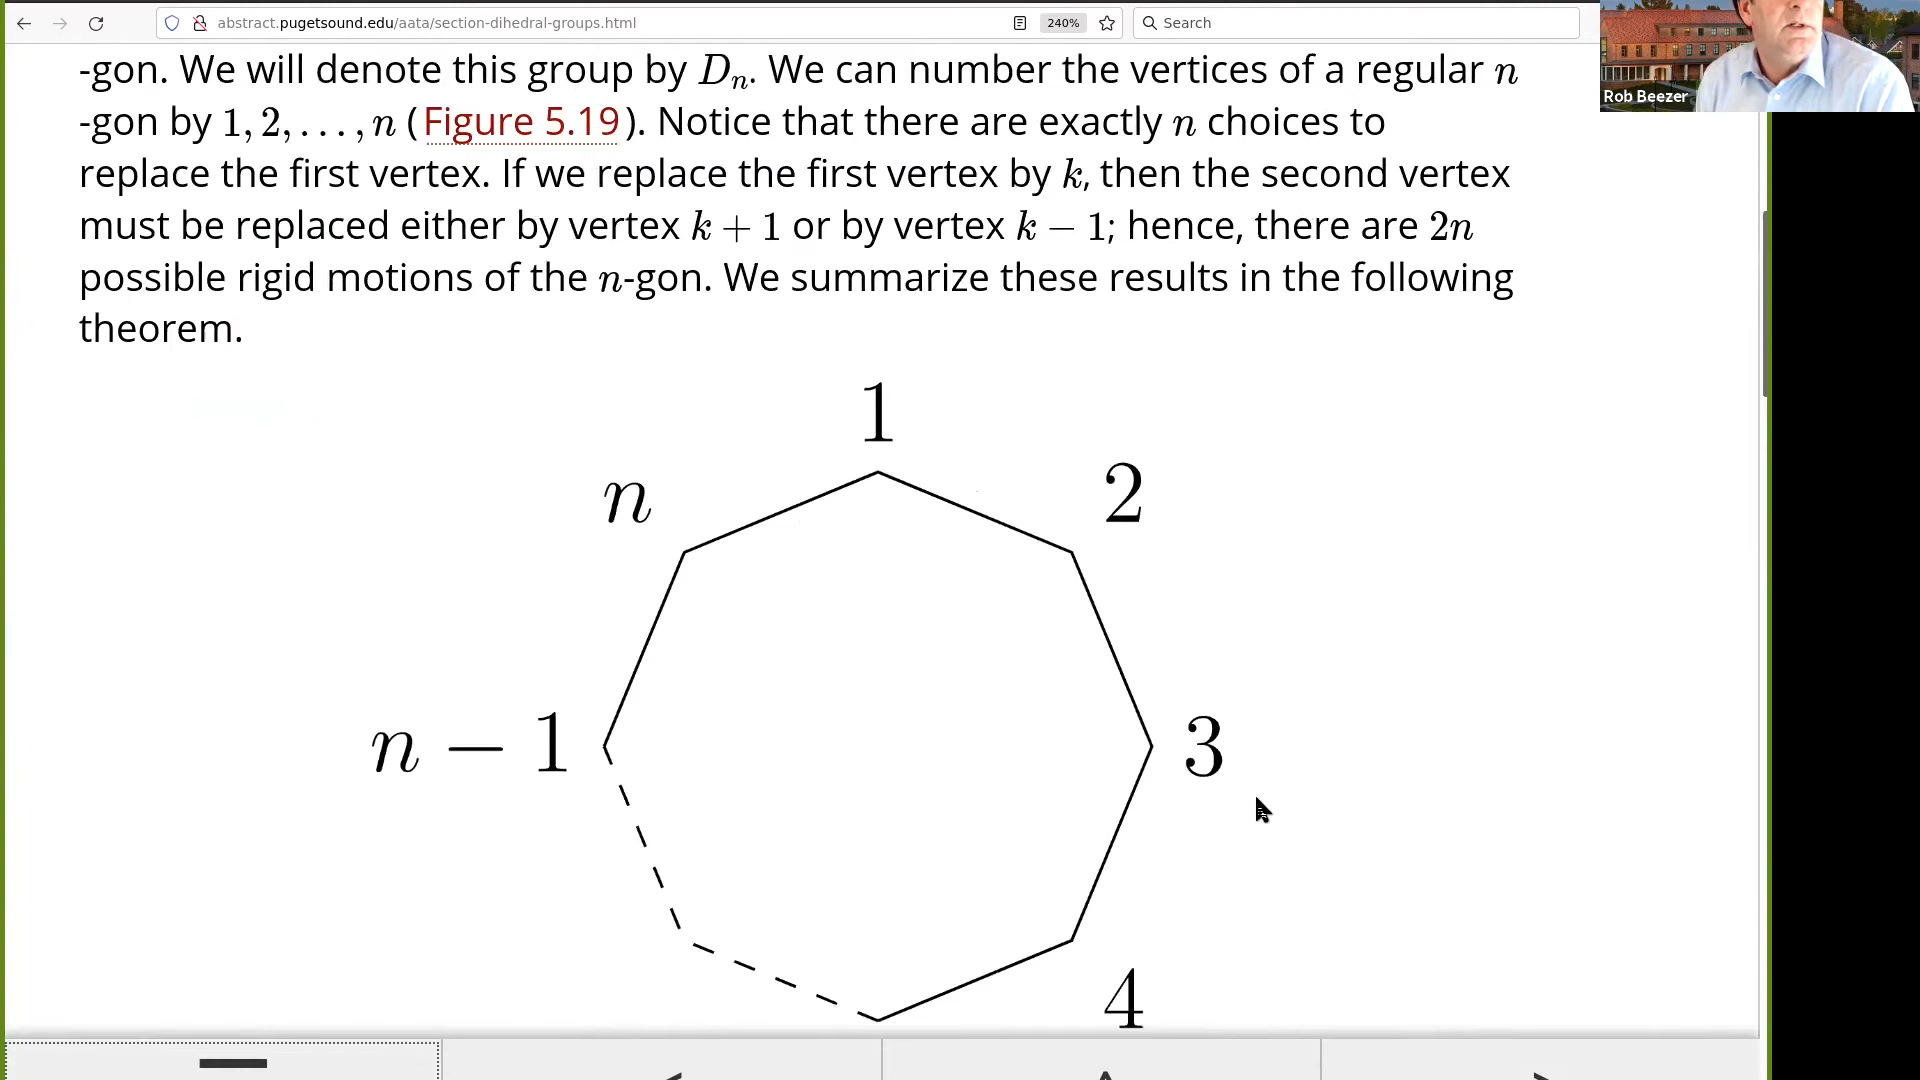 abstract.pugetsound.edu/aata/section-dihedral-groups.html 240% Search
Rob Beezer
-gon. We will denote this group by Dₙ. We can number the vertices of a regular n
-gon by 1, 2, . . . , n (Figure 5.19). Notice that there are exactly n choices to
replace the first vertex. If we replace the first vertex by k, then the second vertex
must be replaced either by vertex k + 1 or by vertex k − 1; hence, there are 2n
possible rigid motions of the n-gon. We summarize these results in the following
theorem.
1
n 2
n − 1 3
4